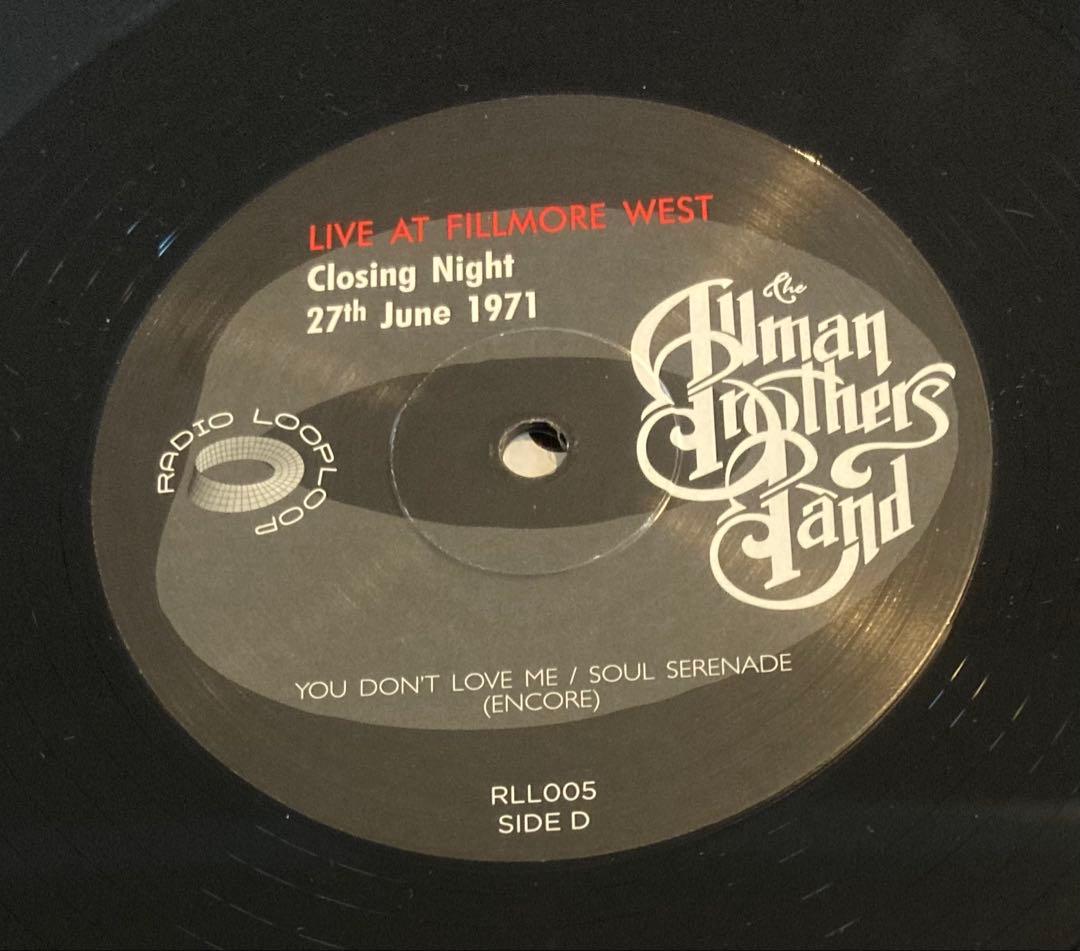 LIVE AT FILLMORE WEST
Closing Night
27th June 1971
The
Allman
Brothers
Band
RADIO LOOPLOOP
YOU DON'T LOVE ME / SOUL SERENADE
(ENCORE)
RLL005
SIDE D